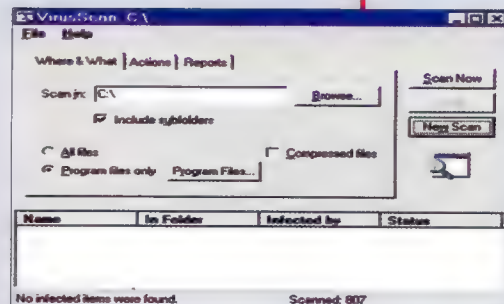 VirusScan: C:\
File Help
Where & What Actions Reports
Scan in: C:\ Browse...
Include subfolders
All files Compressed files
Program files only Program Files...
Scan Now
New Scan
Name In Folder Infected by Status
No infected items were found. Scanned: 807